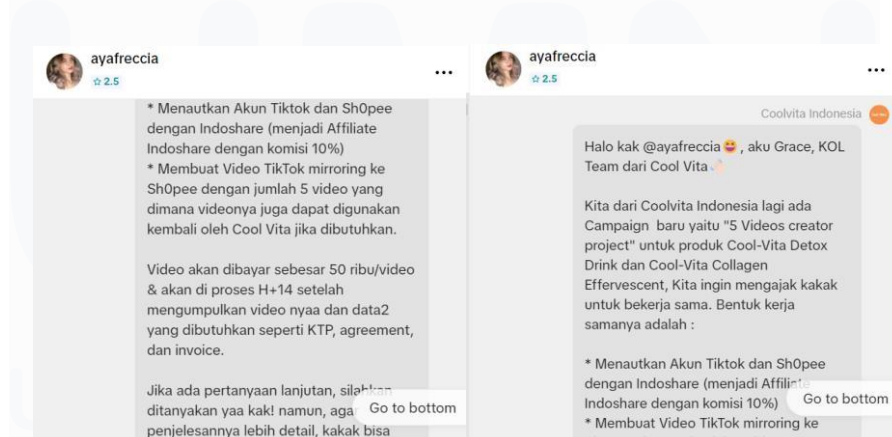 ayafreccia
2.5
* Menautkan Akun Tiktok dan Sh0pee
dengan Indoshare (menjadi Affiliate
Indoshare dengan komisi 10%)
* Membuat Video TikTok mirroring ke
Sh0pee dengan jumlah 5 video yang
dimana videonya juga dapat digunakan
kembali oleh Cool Vita jika dibutuhkan.
Video akan dibayar sebesar 50 ribu/video
& akan di proses H+14 setelah
mengumpulkan video nyaa dan data2
yang dibutuhkan seperti KTP, agreement,
dan invoice.
Jika ada pertanyaan lanjutan, silahkan
ditanyakan yaa kak! namun, agar
penjelesannya lebih detail, kakak bisa
Go to bottom
ayafreccia
2.5
Coolvita Indonesia
Halo kak @ayafreccia😀 , aku Grace, KOL
Team dari Cool Vita
Kita dari Coolvita Indonesia lagi ada
Campaign baru yaitu "5 Videos creator
project" untuk produk Cool-Vita Detox
Drink dan Cool-Vita Collagen
Effervescent, Kita ingin mengajak kakak
untuk bekerja sama. Bentuk kerja
samanya adalah :
* Menautkan Akun Tiktok dan Sh0pee
dengan Indoshare (menjadi Affiliate
Indoshare dengan komisi 10%)
* Membuat Video TikTok mirroring ke
Go to bottom